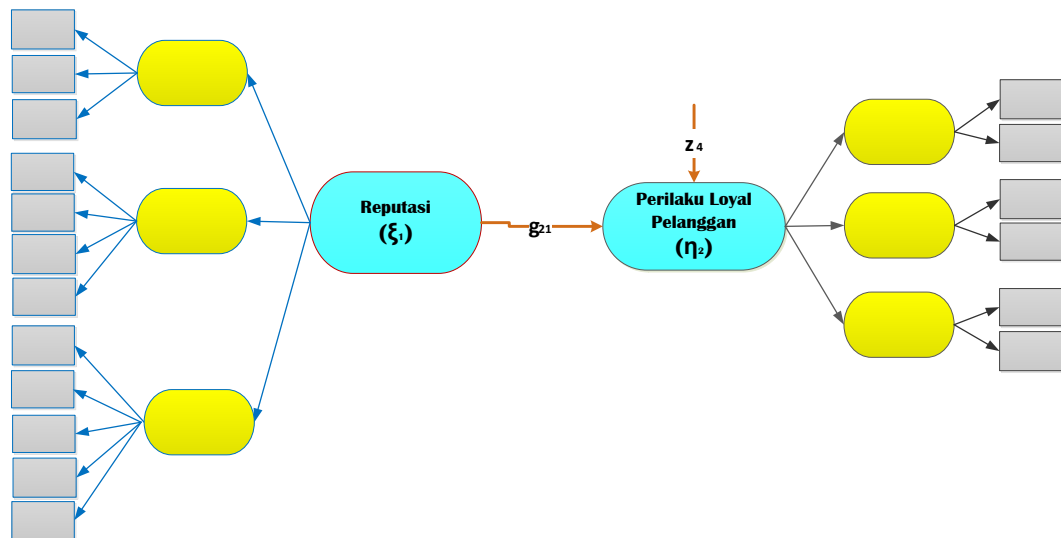 Reputasi
(ξ₁)
g₂₁
z₄
Perilaku Loyal
Pelanggan
(η₂)